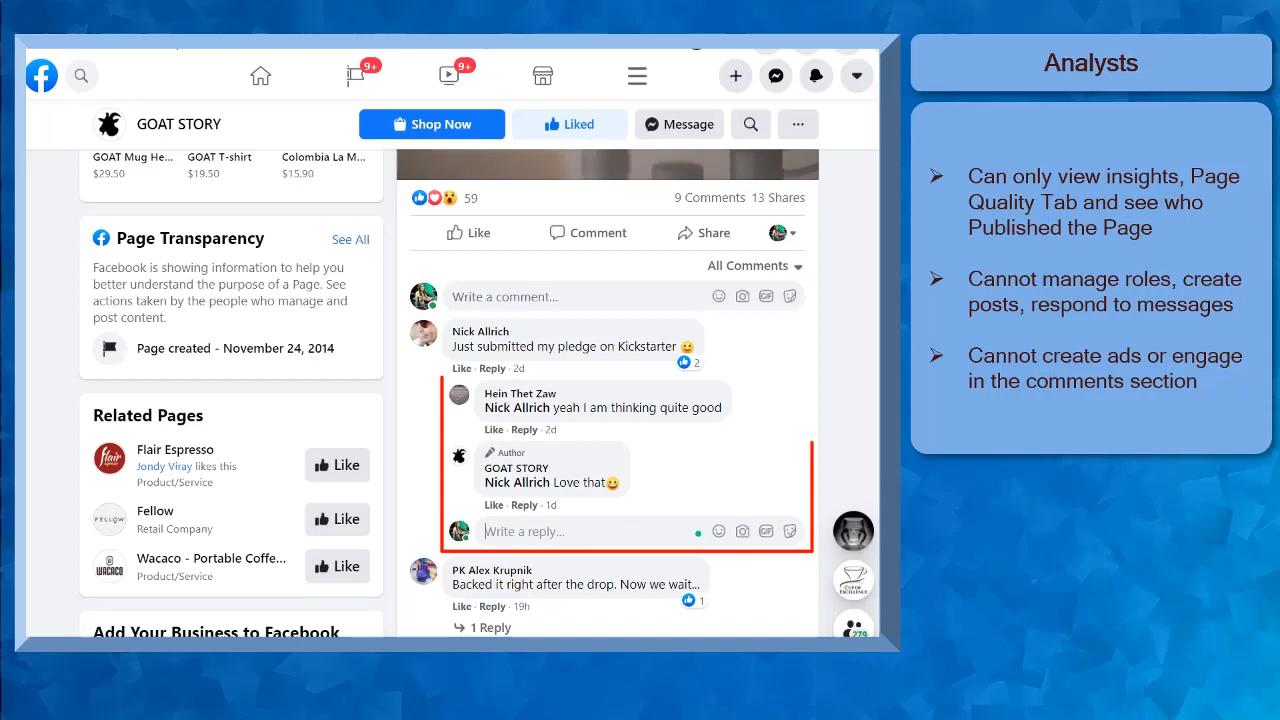 9+
9+
GOAT STORY
Shop Now
Liked
Message
GOAT Mug He...
GOAT T-shirt
Colombia La M...
$29.50
$19.50
$15.90
Page Transparency
See All
Facebook is showing information to help you
better understand the purpose of a Page. See
actions taken by the people who manage and
post content.
Page created - November 24, 2014
Related Pages
flair
Flair Espresso
Jondy Viray likes this
Product/Service
Like
FELLOW
Fellow
Retail Company
Like
WACACO
Wacaco - Portable Coffe...
Product/Service
Like
Add Your Business to Facebook
59
9 Comments 13 Shares
Like
Comment
Share
All Comments
Write a comment...
GIF
Nick Allrich
Just submitted my pledge on Kickstarter
2
Like · Reply · 2d
Hein Thet Zaw
Nick Allrich yeah I am thinking quite good
Like · Reply · 2d
Author
GOAT STORY
Nick Allrich Love that
Like · Reply · 1d
Write a reply...
GIF
PK Alex Krupnik
Backed it right after the drop. Now we wait...
1
Like · Reply · 19h
1 Reply
CUP OF
EXCELLENCE
279
Analysts
Can only view insights, Page
Quality Tab and see who
Published the Page
Cannot manage roles, create
posts, respond to messages
Cannot create ads or engage
in the comments section